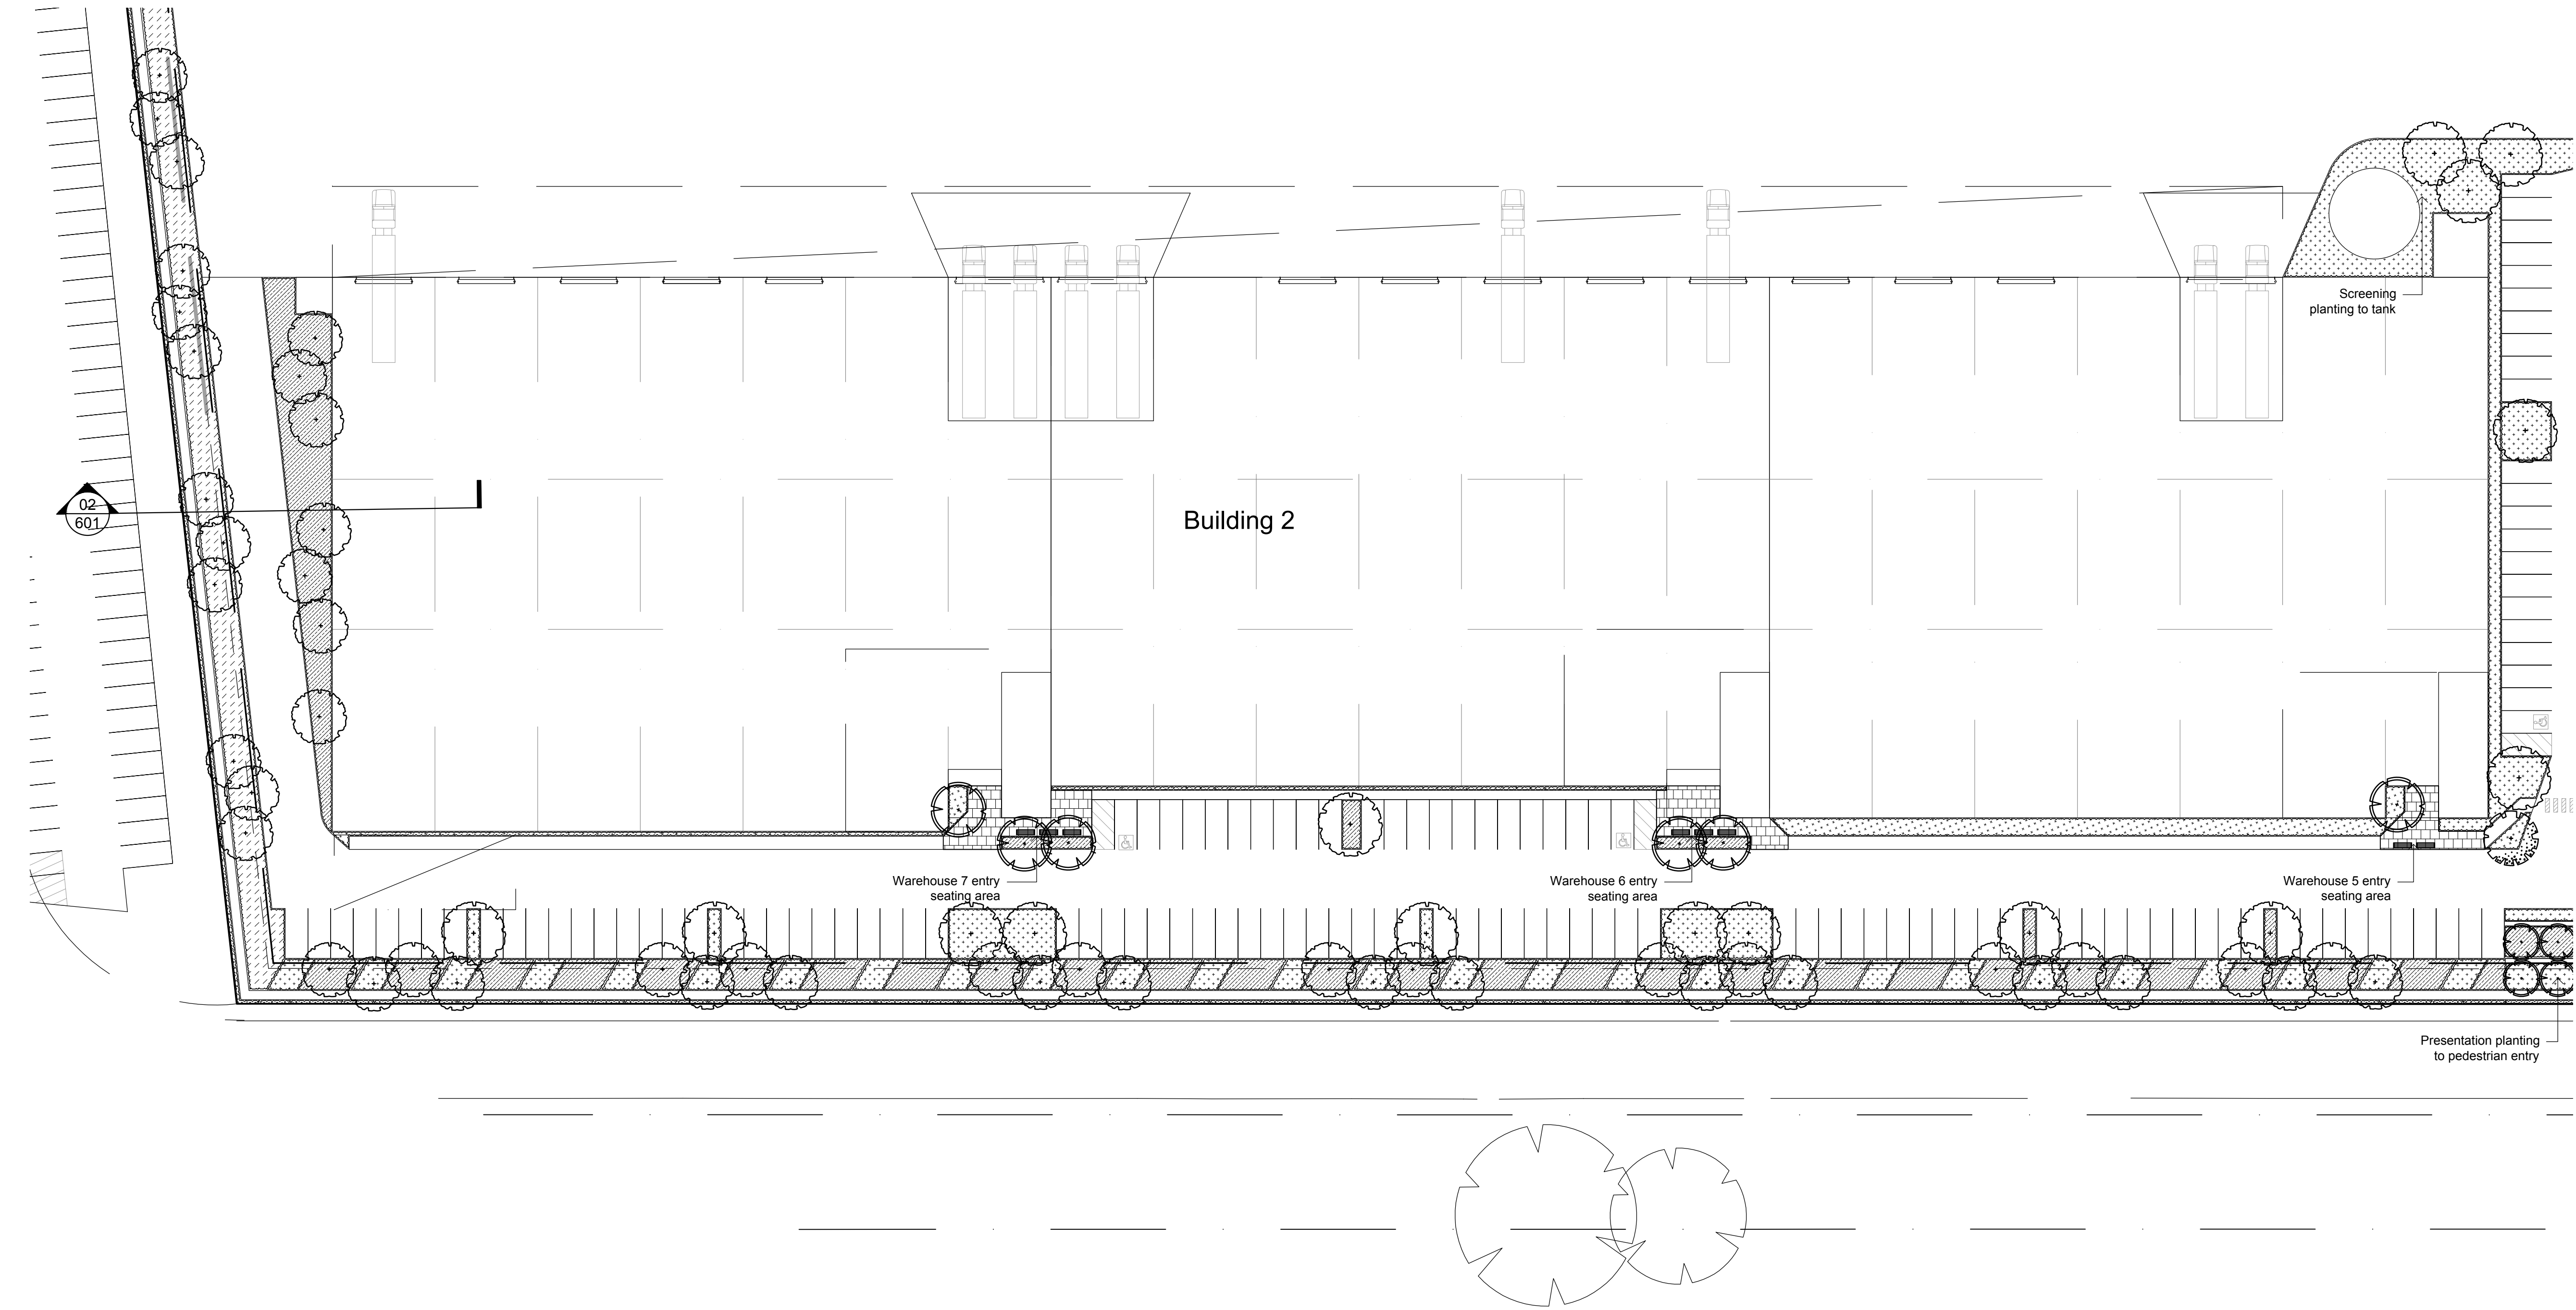 Screening
planting to tank
02
601
Building 2
Warehouse 7 entry
seating area
Warehouse 6 entry
seating area
Warehouse 5 entry
seating area
Presentation planting
to pedestrian entry